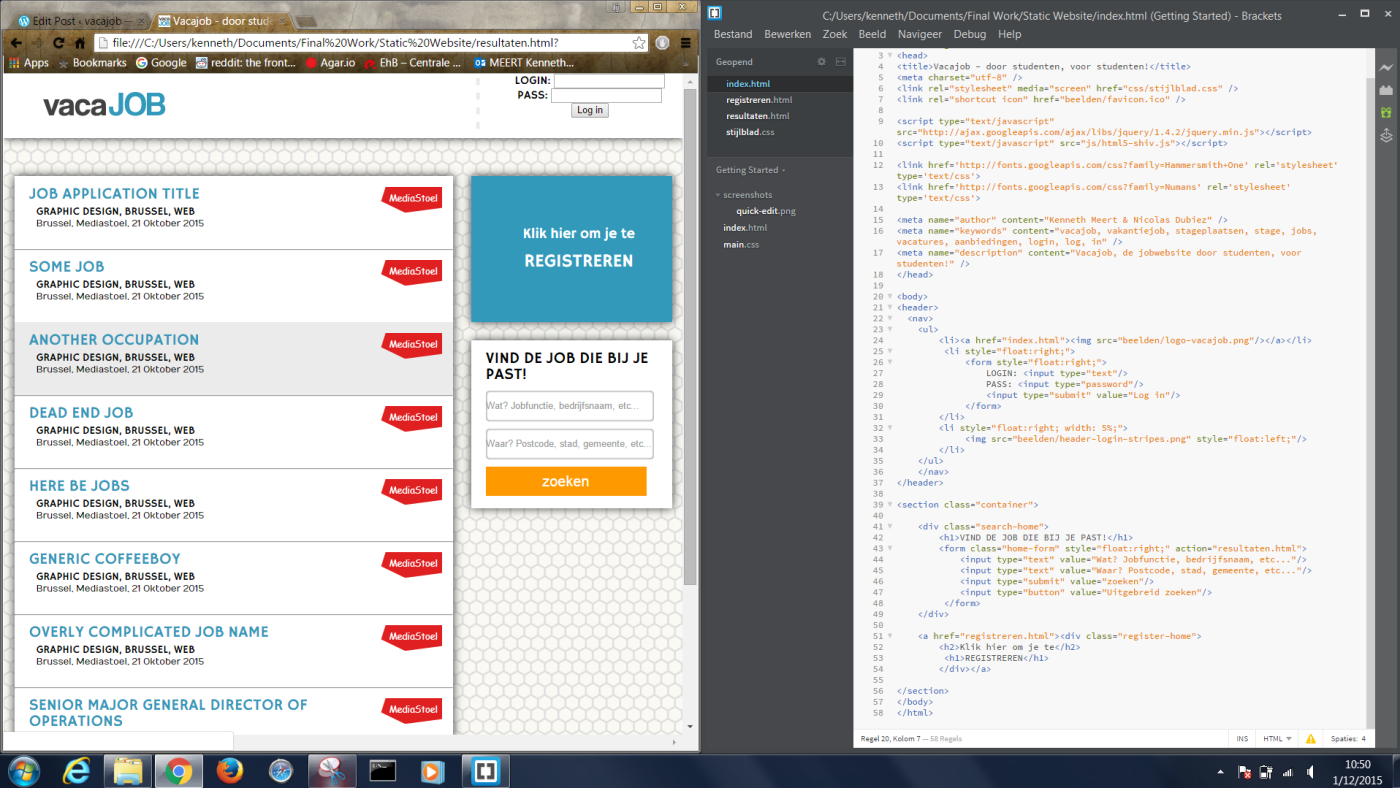 Edit Post ‹ vacajob —
Vacajob - door stude
file:///C:/Users/kenneth/Documents/Final%20Work/Static%20Website/resultaten.html?
Apps Bookmarks Google reddit: the front... Agar.io EhB – Centrale ... MEERT Kenneth...
vacaJOB
LOGIN:
PASS:
Log in
JOB APPLICATION TITLE
GRAPHIC DESIGN, BRUSSEL, WEB
Brussel, Mediastoel, 21 Oktober 2015
MediaStoel
SOME JOB
GRAPHIC DESIGN, BRUSSEL, WEB
Brussel, Mediastoel, 21 Oktober 2015
MediaStoel
ANOTHER OCCUPATION
GRAPHIC DESIGN, BRUSSEL, WEB
Brussel, Mediastoel, 21 Oktober 2015
MediaStoel
DEAD END JOB
GRAPHIC DESIGN, BRUSSEL, WEB
Brussel, Mediastoel, 21 Oktober 2015
MediaStoel
HERE BE JOBS
GRAPHIC DESIGN, BRUSSEL, WEB
Brussel, Mediastoel, 21 Oktober 2015
MediaStoel
GENERIC COFFEEBOY
GRAPHIC DESIGN, BRUSSEL, WEB
Brussel, Mediastoel, 21 Oktober 2015
MediaStoel
OVERLY COMPLICATED JOB NAME
GRAPHIC DESIGN, BRUSSEL, WEB
Brussel, Mediastoel, 21 Oktober 2015
MediaStoel
SENIOR MAJOR GENERAL DIRECTOR OF
OPERATIONS
MediaStoel
Klik hier om je te
REGISTREREN
VIND DE JOB DIE BIJ JE
PAST!
Wat? Jobfunctie, bedrijfsnaam, etc...
Waar? Postcode, stad, gemeente, etc...
zoeken
C:/Users/kenneth/Documents/Final Work/Static Website/index.html (Getting Started) - Brackets
Bestand Bewerken Zoek Beeld Navigeer Debug Help
Geopend
index.html
registreren.html
resultaten.html
stijlblad.css
Getting Started
screenshots
quick-edit.png
index.html
main.css
3 <head>
4 <title>Vacajob - door studenten, voor studenten!</title>
5 <meta charset="utf-8" />
6 <link rel="stylesheet" media="screen" href="css/stijlblad.css" />
7 <link rel="shortcut icon" href="beelden/favicon.ico" />
8
9 <script type="text/javascript"
src="http://ajax.googleapis.com/ajax/libs/jquery/1.4.2/jquery.min.js"></script>
10 <script type="text/javascript" src="js/html5-shiv.js"></script>
11
12 <link href='http://fonts.googleapis.com/css?family=Hammersmith+One' rel='stylesheet'
type='text/css'>
13 <link href='http://fonts.googleapis.com/css?family=Numans' rel='stylesheet'
type='text/css'>
14
15 <meta name="author" content="Kenneth Meert & Nicolas Dubiez" />
16 <meta name="keywords" content="vacajob, vakantiejob, stageplaatsen, stage, jobs,
vacatures, aanbiedingen, login, log, in" />
17 <meta name="description" content="Vacajob, de jobwebsite door studenten, voor
studenten!" />
18 </head>
19
20 <body>
21 <header>
22 <nav>
23 <ul>
24 <li><a href="index.html"><img src="beelden/logo-vacajob.png"/></a></li>
25 <li style="float:right;">
26 <form style="float:right;">
27 LOGIN: <input type="text"/>
28 PASS: <input type="password"/>
29 <input type="submit" value="Log in"/>
30 </form>
31 </li>
32 <li style="float:right; width: 5%;">
33 <img src="beelden/header-login-stripes.png" style="float:left;"/>
34 </li>
35 </ul>
36 </nav>
37 </header>
38
39 <section class="container">
40
41 <div class="search-home">
42 <h1>VIND DE JOB DIE BIJ JE PAST!</h1>
43 <form class="home-form" style="float:right;" action="resultaten.html">
44 <input type="text" value="Wat? Jobfunctie, bedrijfsnaam, etc..."/>
45 <input type="text" value="Waar? Postcode, stad, gemeente, etc..."/>
46 <input type="submit" value="zoeken"/>
47 <input type="button" value="Uitgebreid zoeken"/>
48 </form>
49 </div>
50
51 <a href="registreren.html"><div class="register-home">
52 <h2>Klik hier om je te</h2>
53 <h1>REGISTREREN</h1>
54 </div></a>
55
56 </section>
57 </body>
58 </html>
Regel 20, Kolom 7 — 58 Regels
INS HTML Spaties: 4
10:50
1/12/2015